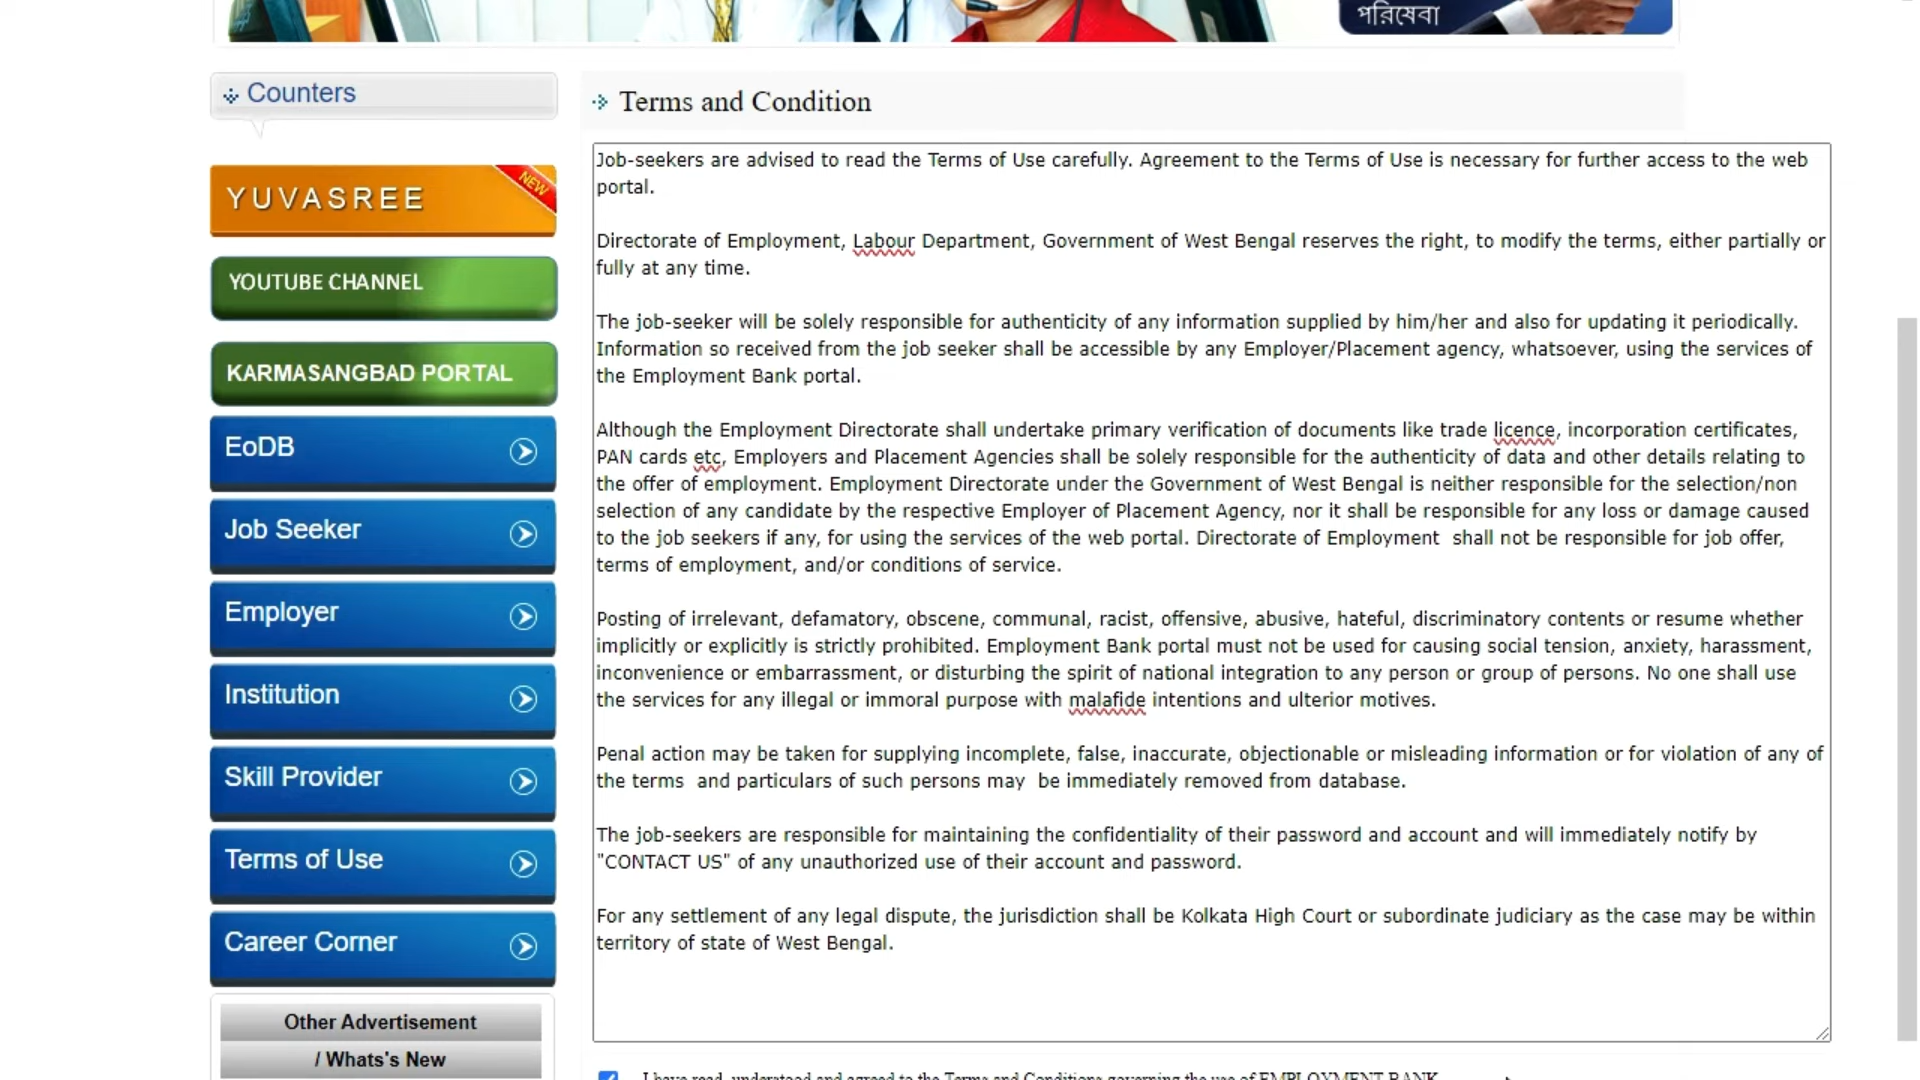 পরিষেবা
Counters
YUVASREE
NEW
YOUTUBE CHANNEL
KARMASANGBAD PORTAL
EoDB
Job Seeker
Employer
Institution
Skill Provider
Terms of Use
Career Corner
Other Advertisement
/ Whats's New
Terms and Condition
Job-seekers are advised to read the Terms of Use carefully. Agreement to the Terms of Use is necessary for further access to the web
portal.
Directorate of Employment, Labour Department, Government of West Bengal reserves the right, to modify the terms, either partially or
fully at any time.
The job-seeker will be solely responsible for authenticity of any information supplied by him/her and also for updating it periodically.
Information so received from the job seeker shall be accessible by any Employer/Placement agency, whatsoever, using the services of
the Employment Bank portal.
Although the Employment Directorate shall undertake primary verification of documents like trade licence, incorporation certificates,
PAN cards etc, Employers and Placement Agencies shall be solely responsible for the authenticity of data and other details relating to
the offer of employment. Employment Directorate under the Government of West Bengal is neither responsible for the selection/non
selection of any candidate by the respective Employer of Placement Agency, nor it shall be responsible for any loss or damage caused
to the job seekers if any, for using the services of the web portal. Directorate of Employment  shall not be responsible for job offer,
terms of employment, and/or conditions of service.
Posting of irrelevant, defamatory, obscene, communal, racist, offensive, abusive, hateful, discriminatory contents or resume whether
implicitly or explicitly is strictly prohibited. Employment Bank portal must not be used for causing social tension, anxiety, harassment,
inconvenience or embarrassment, or disturbing the spirit of national integration to any person or group of persons. No one shall use
the services for any illegal or immoral purpose with malafide intentions and ulterior motives.
Penal action may be taken for supplying incomplete, false, inaccurate, objectionable or misleading information or for violation of any of
the terms  and particulars of such persons may  be immediately removed from database.
The job-seekers are responsible for maintaining the confidentiality of their password and account and will immediately notify by
"CONTACT US" of any unauthorized use of their account and password.
For any settlement of any legal dispute, the jurisdiction shall be Kolkata High Court or subordinate judiciary as the case may be within
territory of state of West Bengal.
I have read, understood and agreed to the Terms and Conditions governing the use of EMPLOYMENT BANK